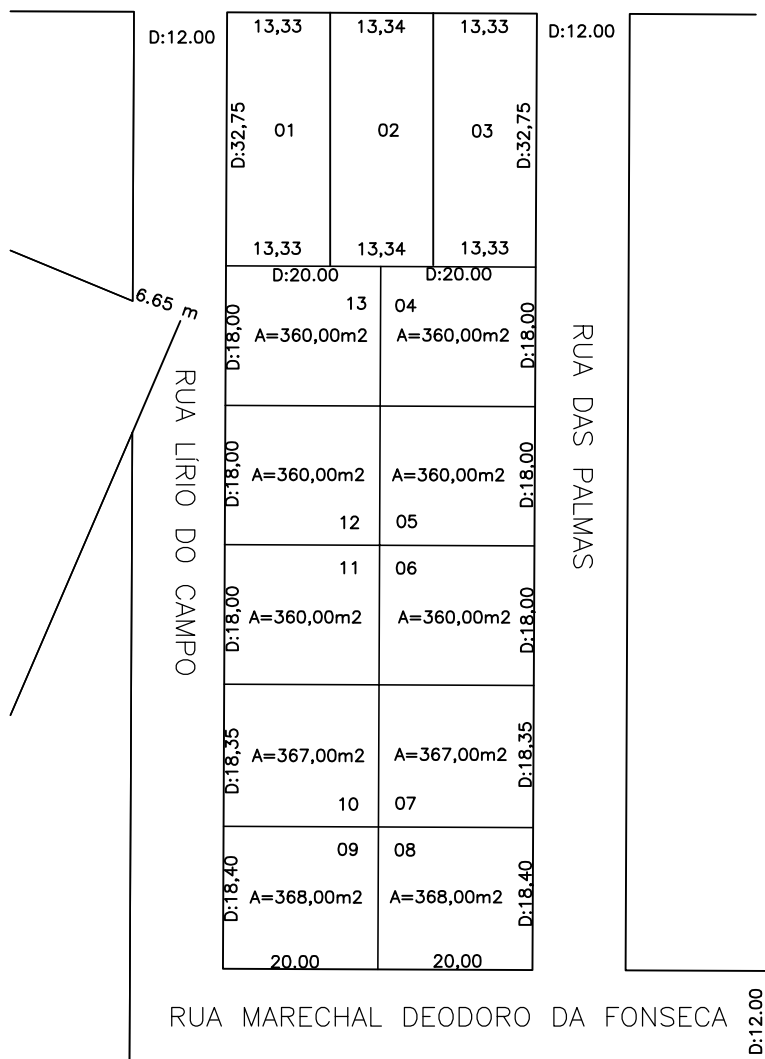 D:12.00
13,33
13,34
13,33
D:12.00
D:32,75
01
02
03
D:32,75
13,33
13,34
13,33
D:20.00
D:20.00
6.65 m
13
04
D:18,00
A=360,00m2
A=360,00m2
D:18,00
RUA LÍRIO DO CAMPO
RUA DAS PALMAS
D:18,00
A=360,00m2
A=360,00m2
D:18,00
12
05
11
06
D:18,00
A=360,00m2
A=360,00m2
D:18,00
D:18,35
A=367,00m2
A=367,00m2
D:18,35
10
07
09
08
D:18,40
A=368,00m2
A=368,00m2
D:18,40
20.00
20,00
RUA MARECHAL DEODORO DA FONSECA
D:12.00